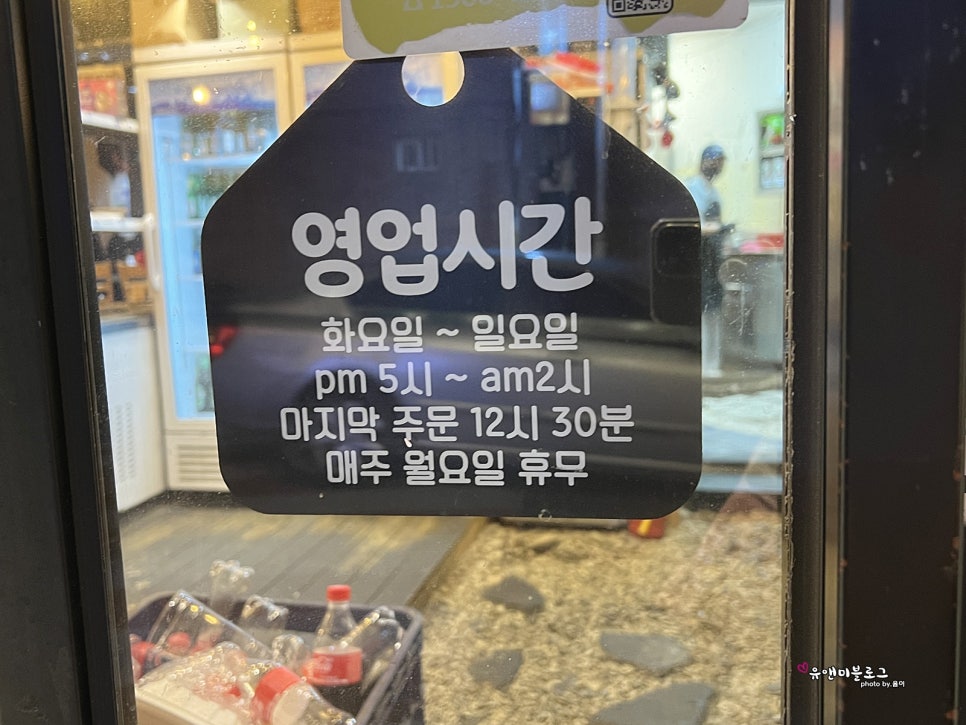 영업시간
화요일 ~ 일요일
pm 5시 ~ am2시
마지막 주문 12시 30분
매주 월요일 휴무
유앤미블로그
photo by.욜미